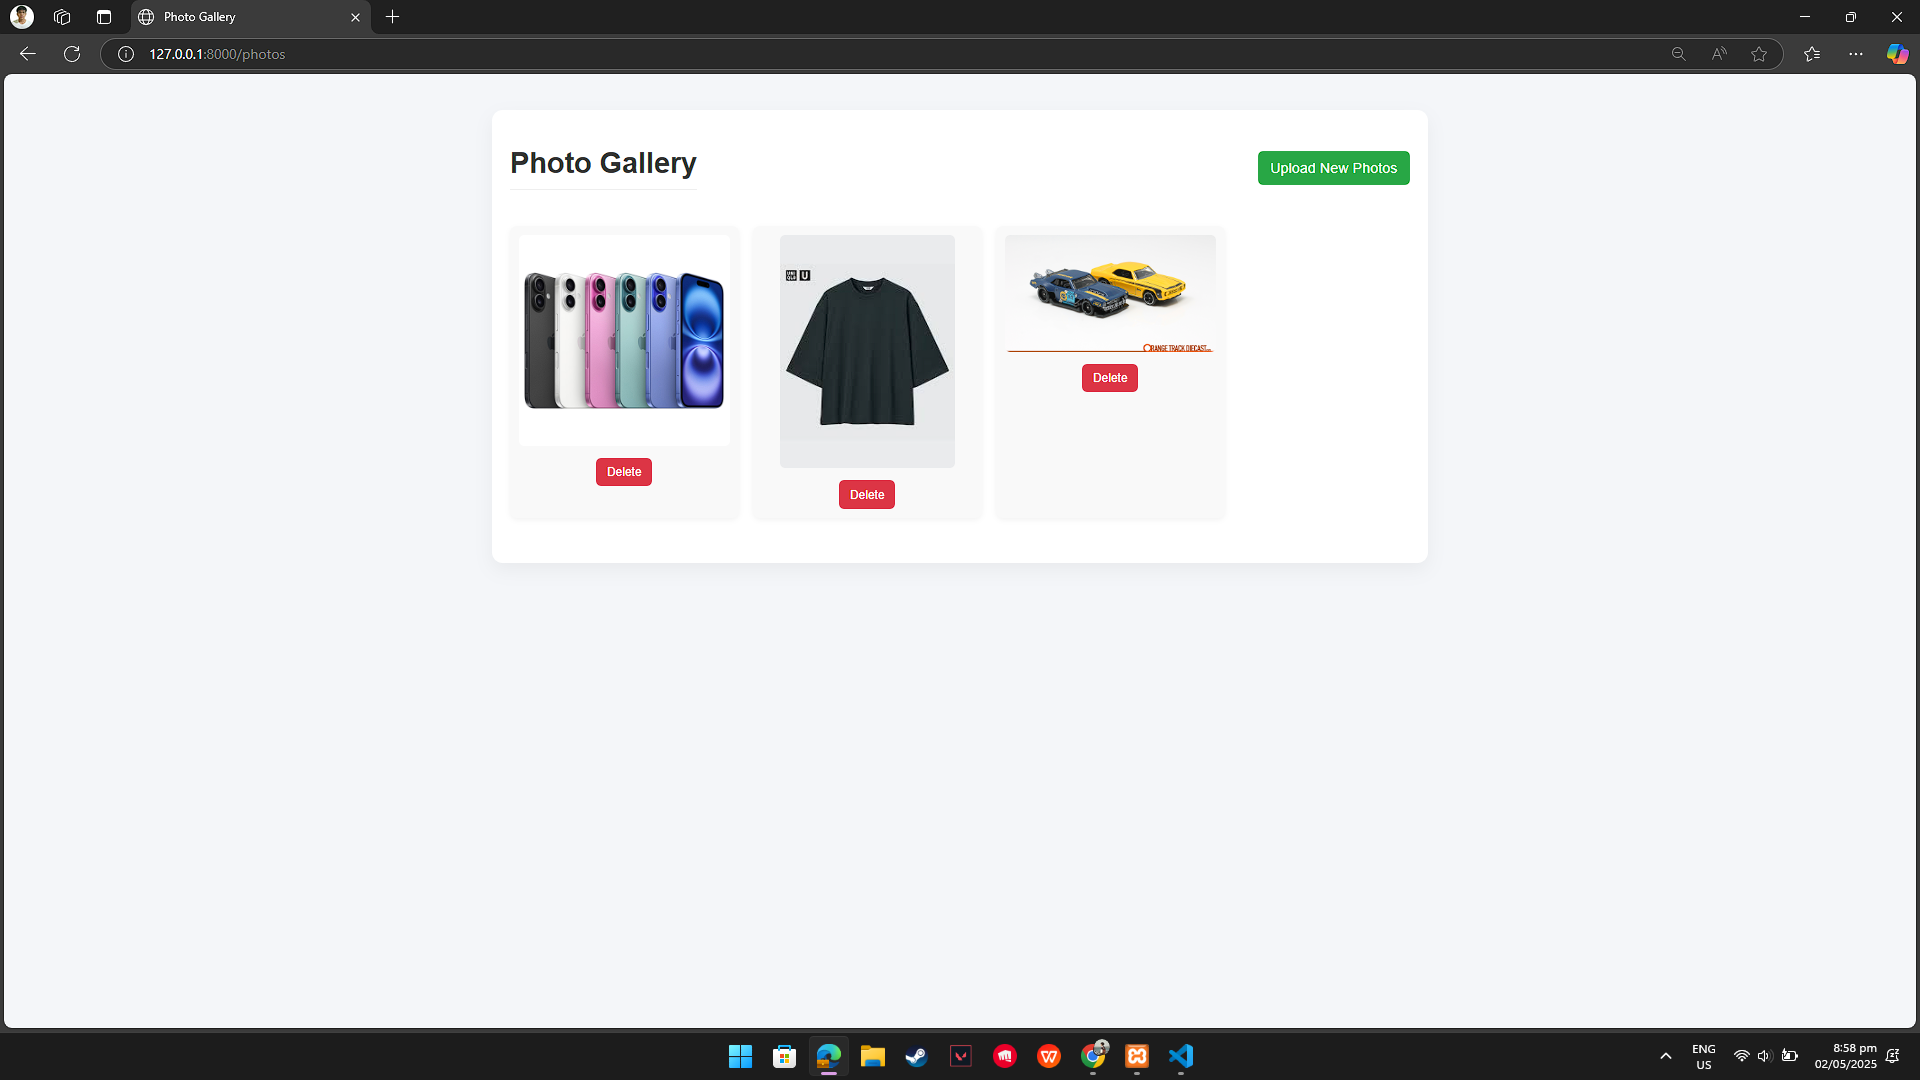 Photo Gallery
127.0.0.1:8000/photos
Photo Gallery
Upload New Photos
U
RANGE TRACK DIECAST
Delete
Delete
Delete
ENG
US
8:58 pm
02/05/2025